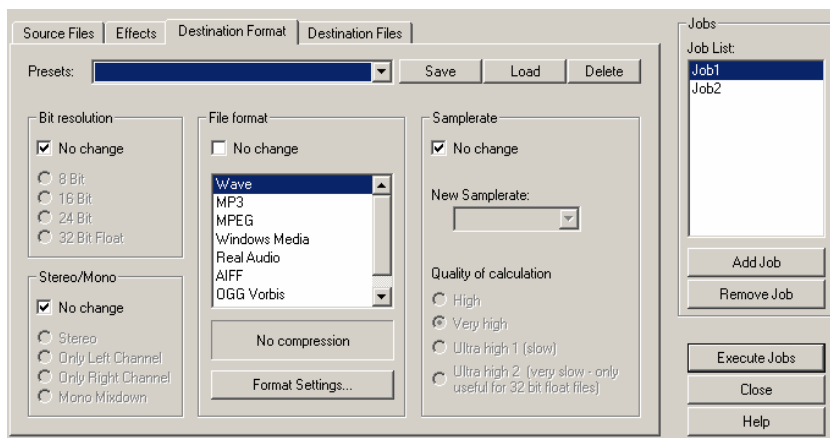 Source Files
Effects
Destination Format
Destination Files
Presets:
Save
Load
Delete
Bit resolution
No change
8 Bit
16 Bit
24 Bit
32 Bit Float
Stereo/Mono
No change
Stereo
Only Left Channel
Only Right Channel
Mono Mixdown
File format
No change
Wave
MP3
MPEG
Windows Media
Real Audio
AIFF
OGG Vorbis
No compression
Format Settings...
Samplerate
No change
New Samplerate:
Quality of calculation
High
Very high
Ultra high 1 (slow)
Ultra high 2 (very slow - only
useful for 32 bit float files)
Jobs
Job List:
Job1
Job2
Add Job
Remove Job
Execute Jobs
Close
Help